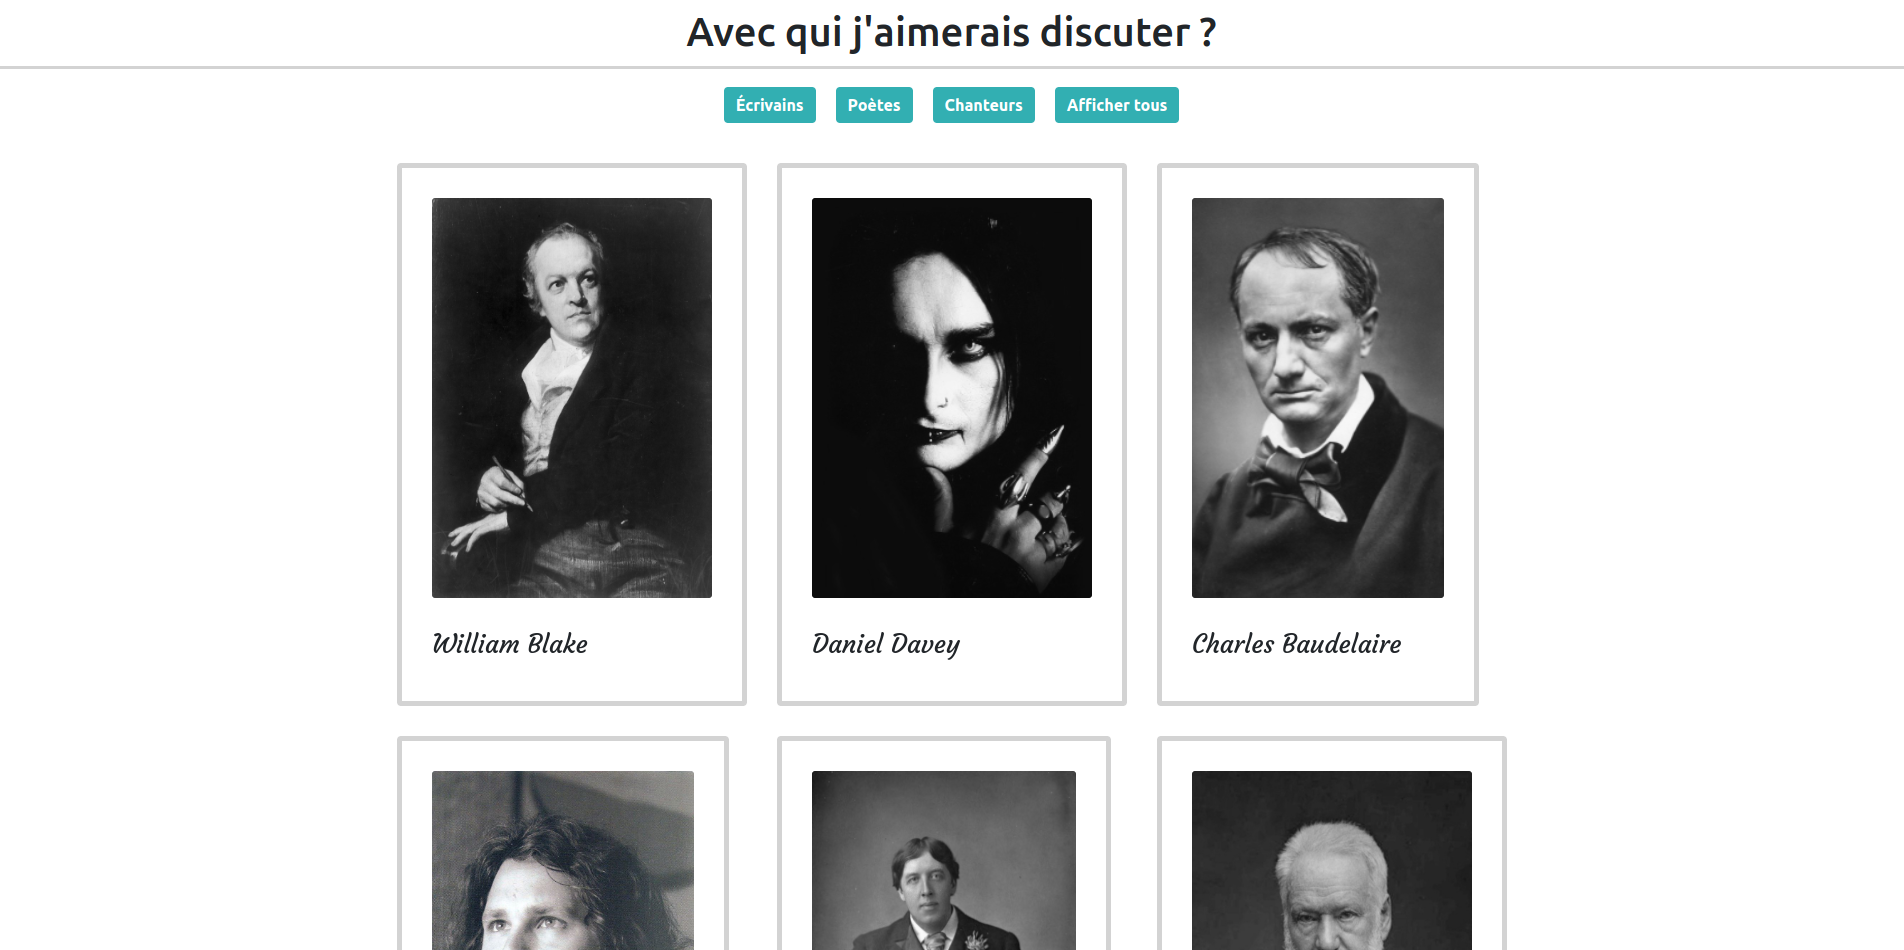 Avec qui j'aimerais discuter ?
Écrivains Poètes Chanteurs Afficher tous
William Blake Daniel Davey Charles Baudelaire